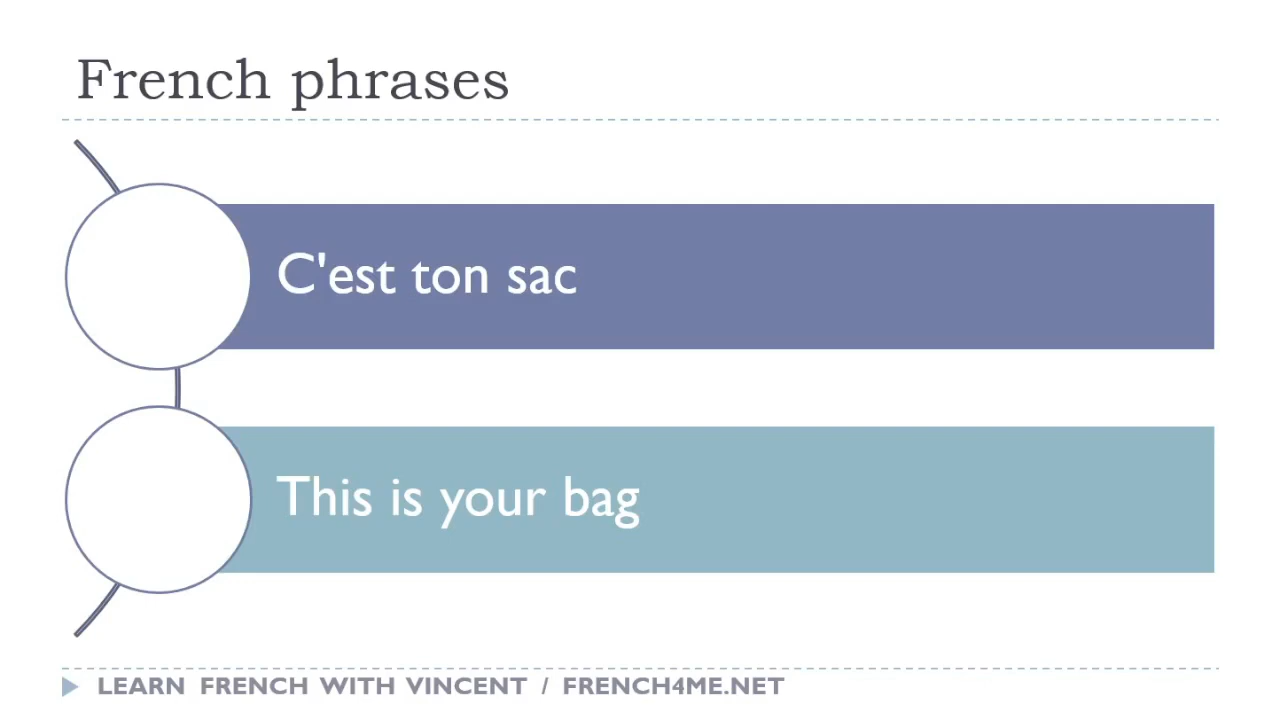 French phrases
C'est ton sac
This is your bag
LEARN FRENCH WITH VINCENT / FRENCH4ME.NET